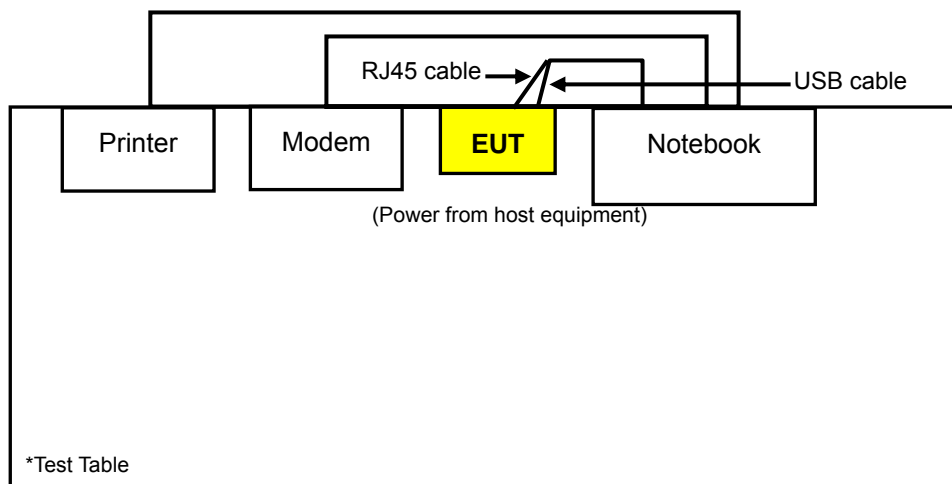 RJ45 cable
USB cable
Printer
Modem
EUT
Notebook
(Power from host equipment)
*Test Table